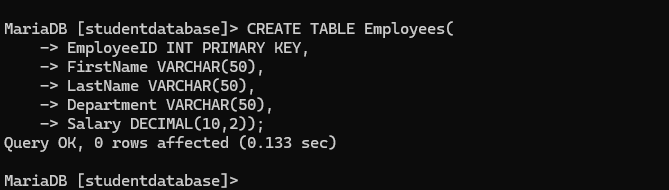 MariaDB [studentdatabase]> CREATE TABLE Employees(
    -> EmployeeID INT PRIMARY KEY,
    -> FirstName VARCHAR(50),
    -> LastName VARCHAR(50),
    -> Department VARCHAR(50),
    -> Salary DECIMAL(10,2));
Query OK, 0 rows affected (0.133 sec)
MariaDB [studentdatabase]>